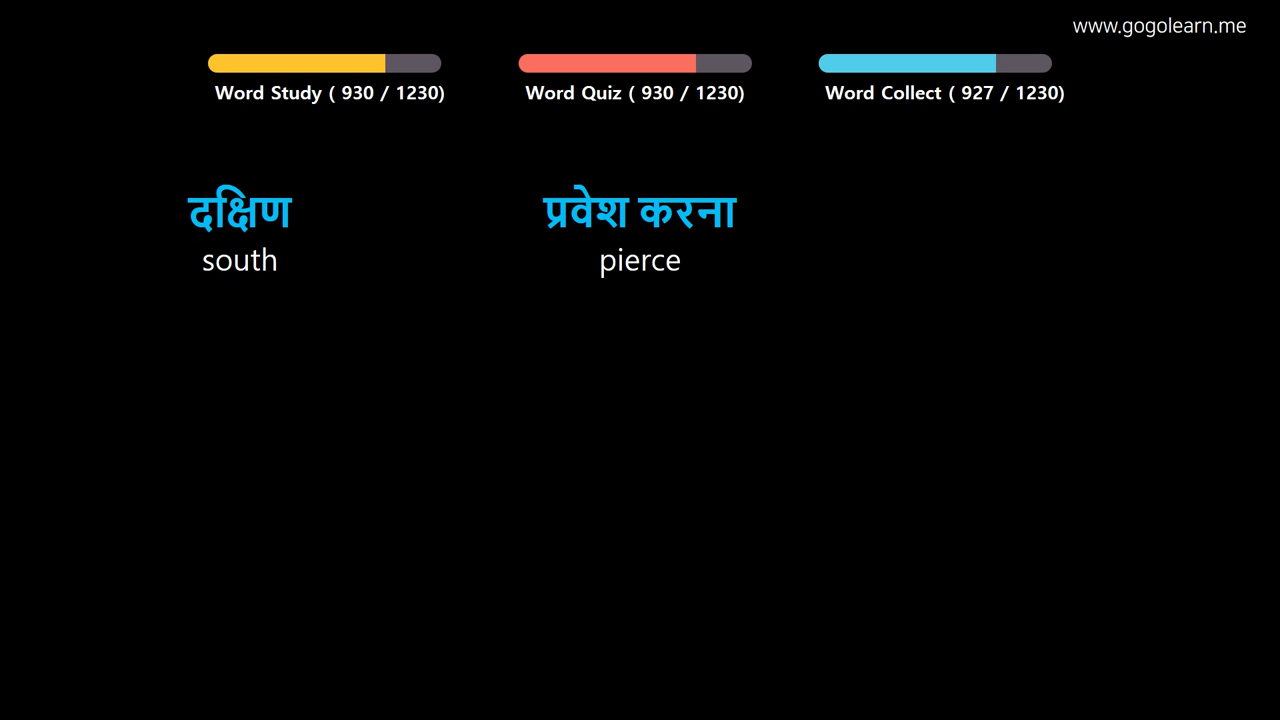 www.gogolearn.me
Word Study ( 930 / 1230)
Word Quiz ( 930 / 1230)
Word Collect ( 927 / 1230)
दक्षिण
south
प्रवेश करना
pierce